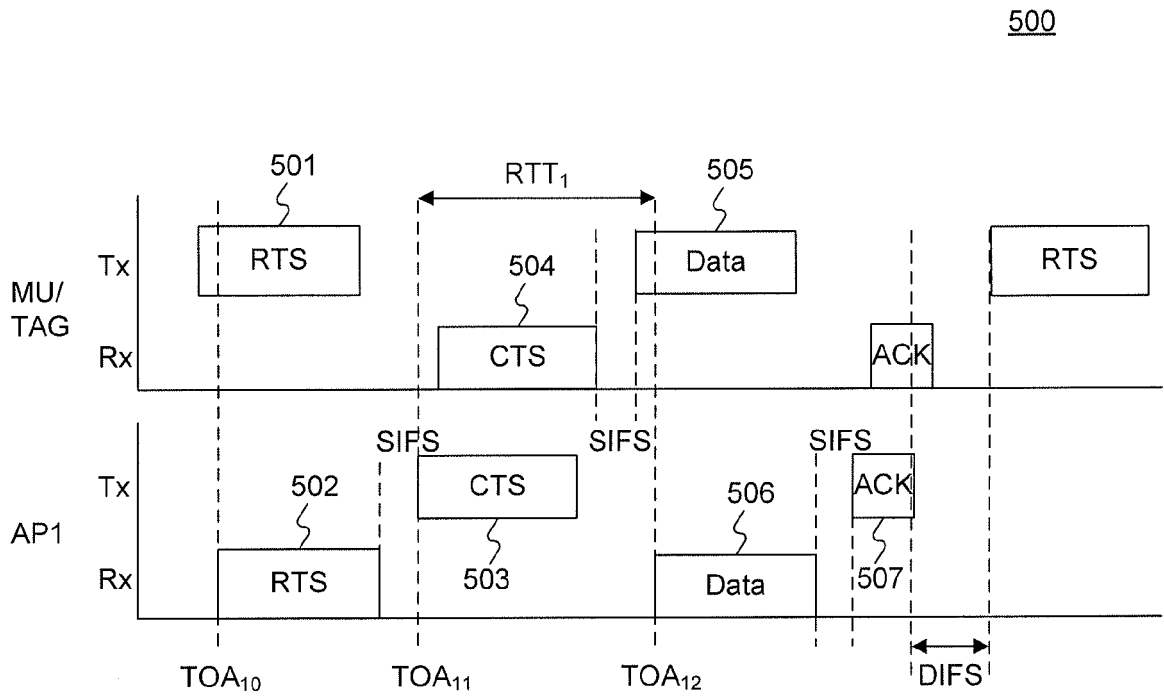 500
501
RTT₁
505
Tx
RTS
504
Data
RTS
MU/
TAG
Rx
CTS
ACK
SIFS
SIFS
SIFS
Tx
502
CTS
506
ACK
AP1
503
507
Rx
RTS
Data
TOA₁₀
TOA₁₁
TOA₁₂
DIFS